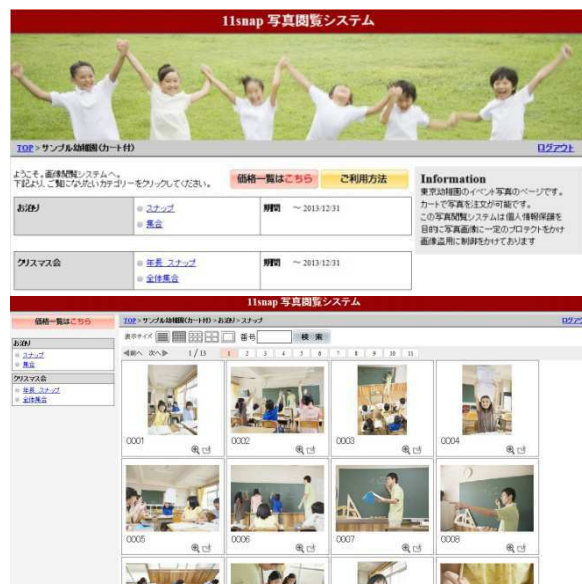 11snap 写真閲覧システム
TOP > サンプル幼稚園(カート付)
ログアウト
ようこそ。画像閲覧システムへ。
下記より、ご覧になりたいカテゴリーをクリックしてください。
価格一覧はこちら
ご利用方法
お泊り
スナップ
集合
期間 ～ 2013/12/31
クリスマス会
年長 スナップ
全体集合
期間 ～ 2013/12/31
Information
東京幼稚園のイベント写真のページです。
カートで写真を注文が可能です。
この写真閲覧システムは個人情報保護を
目的に写真画像に一定のプロテクトをかけ
画像盗用に制御をかけております
11snap 写真閲覧システム
価格一覧はこちら
TOP > サンプル幼稚園(カート付) > お泊り > スナップ
ログアウ
お泊り
スナップ
集合
クリスマス会
年長 スナップ
全体集合
表示サイズ
番号
検 索
◀前へ 次へ▶ 1 / 13 1 2 3 4 5 6 7 8 9 10 11
0001
0002
0003
0004
0005
0006
0007
0008